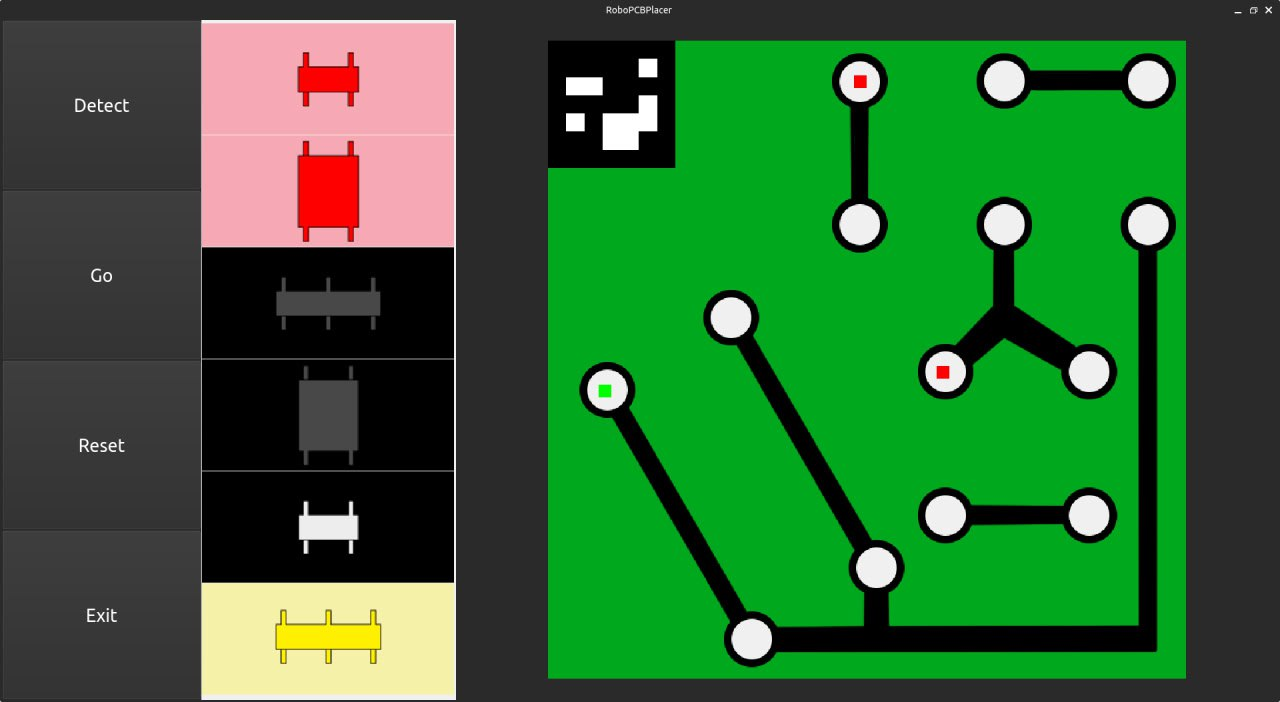 RoboPCBPlacer
Detect
Go
Reset
Exit